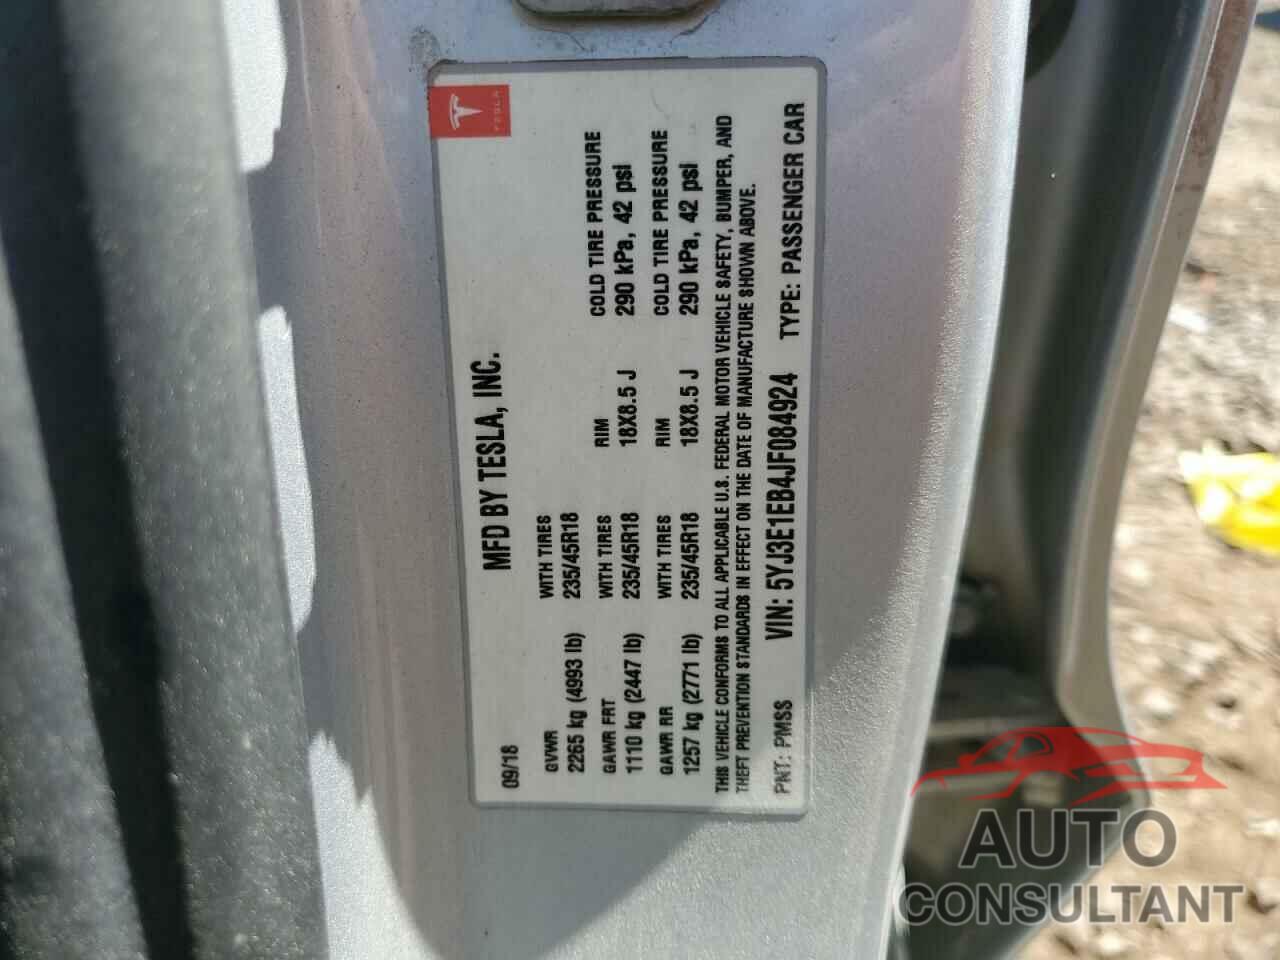 TESLA
MFD BY TESLA, INC.
09/18
GVWR WITH TIRES
2265 kg (4993 lb) 235/45R18
GAWR FRT WITH TIRES RIM COLD TIRE PRESSURE
1110 kg (2447 lb) 235/45R18 18X8.5 J 290 kPa, 42 psi
GAWR RR WITH TIRES RIM COLD TIRE PRESSURE
1257 kg (2771 lb) 235/45R18 18X8.5 J 290 kPa, 42 psi
THIS VEHICLE CONFORMS TO ALL APPLICABLE U.S. FEDERAL MOTOR VEHICLE SAFETY, BUMPER, AND
THEFT PREVENTION STANDARDS IN EFFECT ON THE DATE OF MANUFACTURE SHOWN ABOVE.
PNT: PMSS VIN: 5YJ3E1EB4JF084924 TYPE: PASSENGER CAR
AUTO
CONSULTANT